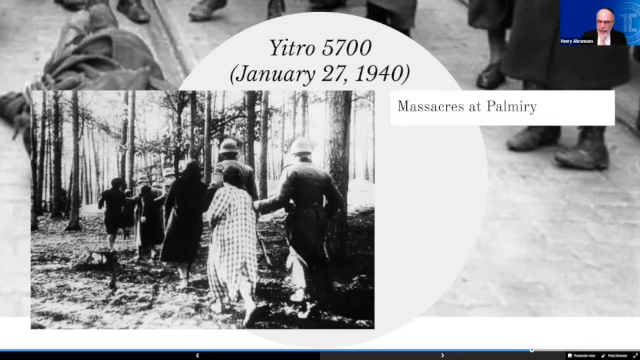 Yitro 5700
(January 27, 1940)
Massacres at Palmiry
Henry Abramson